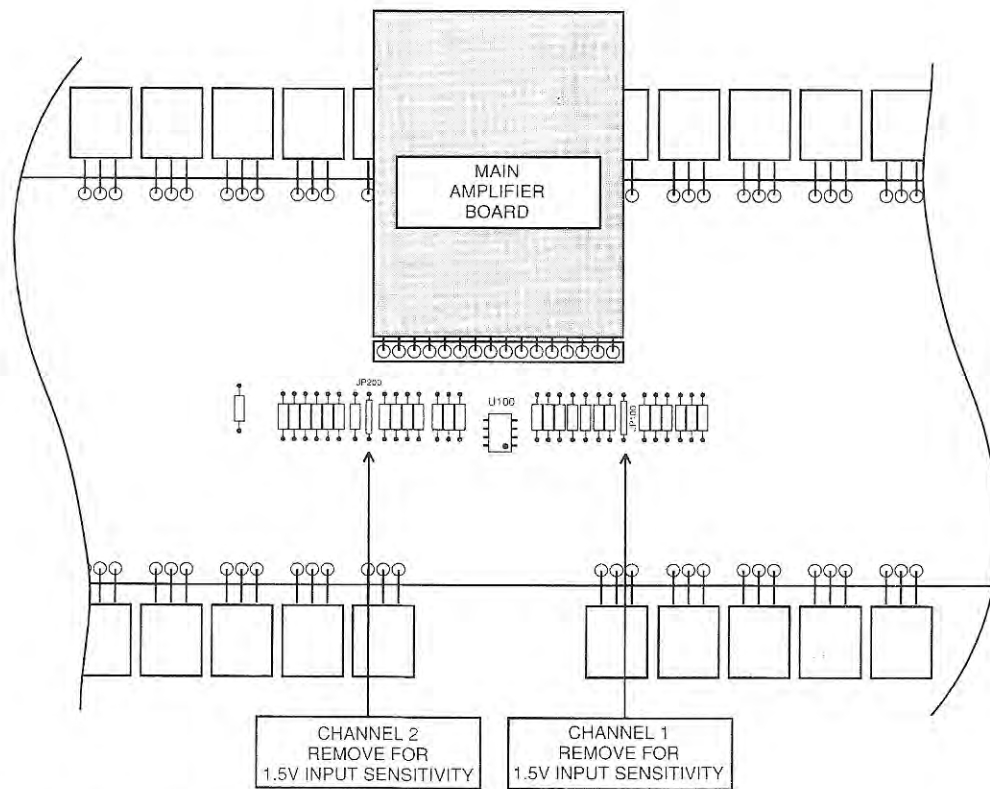 MAIN
AMPLIFIER
BOARD
JP200
U100
JP100
CHANNEL 2
REMOVE FOR
1.5V INPUT SENSITIVITY
CHANNEL 1
REMOVE FOR
1.5V INPUT SENSITIVITY